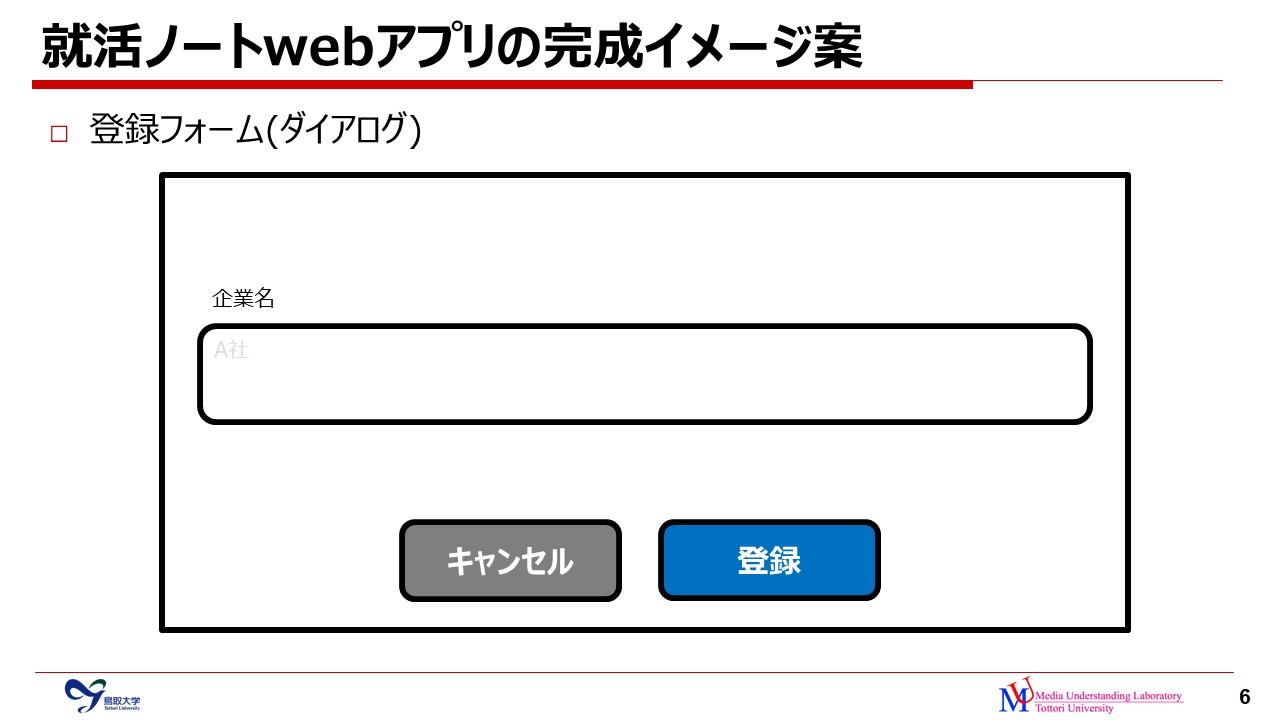 就活ノートwebアプリの完成イメージ案
登録フォーム(ダイアログ)
企業名
A社
キャンセル
登録
鳥取大学
Tottori University
MU
Media Understanding Laboratory
Tottori University
6